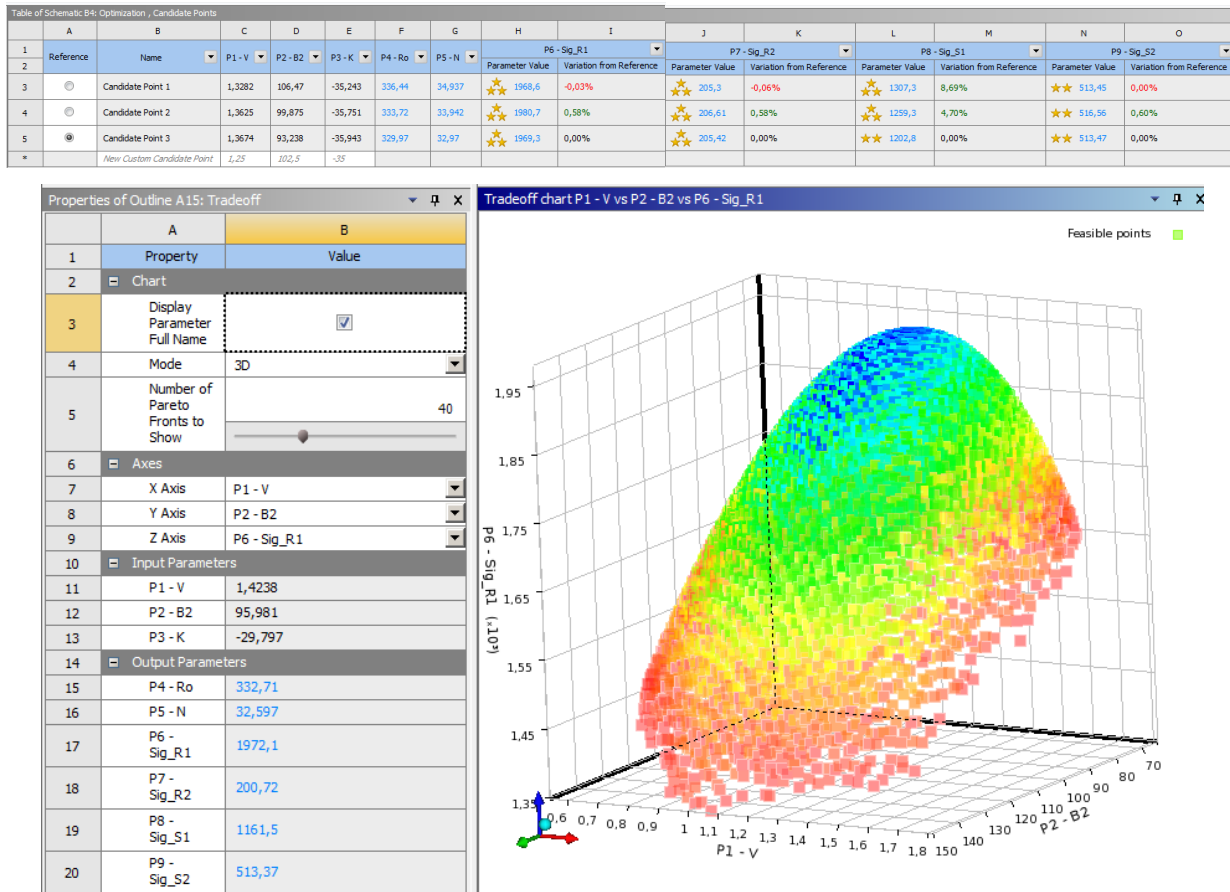 Table of Schematic B4: Optimization , Candidate Points
A B C D E F G H I J K L M N O
1 Reference Name P1 - V P2 - B2 P3 - K P4 - Ro P5 - N P6 - Sig_R1 P7 - Sig_R2 P8 - Sig_S1 P9 - Sig_S2
2 Parameter Value Variation from Reference Parameter Value Variation from Reference Parameter Value Variation from Reference Parameter Value Variation from Reference
3 Candidate Point 1 1,3282 106,47 -35,243 336,44 34,937 1968,6 -0,03% 205,3 -0,06% 1307,3 8,69% 513,45 0,00%
4 Candidate Point 2 1,3625 99,875 -35,751 333,72 33,942 1980,7 0,58% 206,61 0,58% 1259,3 4,70% 516,56 0,60%
5 Candidate Point 3 1,3674 93,238 -35,943 329,97 32,97 1969,3 0,00% 205,42 0,00% 1202,8 0,00% 513,47 0,00%
* New Custom Candidate Point 1,25 102,5 -35
Properties of Outline A15: Tradeoff
A B
1 Property Value
2 Chart
3 Display Parameter Full Name
4 Mode 3D
5 Number of Pareto Fronts to Show 40
6 Axes
7 X Axis P1 - V
8 Y Axis P2 - B2
9 Z Axis P6 - Sig_R1
10 Input Parameters
11 P1 - V 1,4238
12 P2 - B2 95,981
13 P3 - K -29,797
14 Output Parameters
15 P4 - Ro 332,71
16 P5 - N 32,597
17 P6 - Sig_R1 1972,1
18 P7 - Sig_R2 200,72
19 P8 - Sig_S1 1161,5
20 P9 - Sig_S2 513,37
Tradeoff chart P1 - V vs P2 - B2 vs P6 - Sig_R1
Feasible points
1,95
1,85
1,75
1,65
1,55
1,45
1,35
P6 - Sig_R1 (×10³)
0,6 0,7 0,8 0,9 1 1,1 1,2 1,3 1,4 1,5 1,6 1,7 1,8
P1 - V
150 140 130 120 110 100 90 80 70
P2 - B2